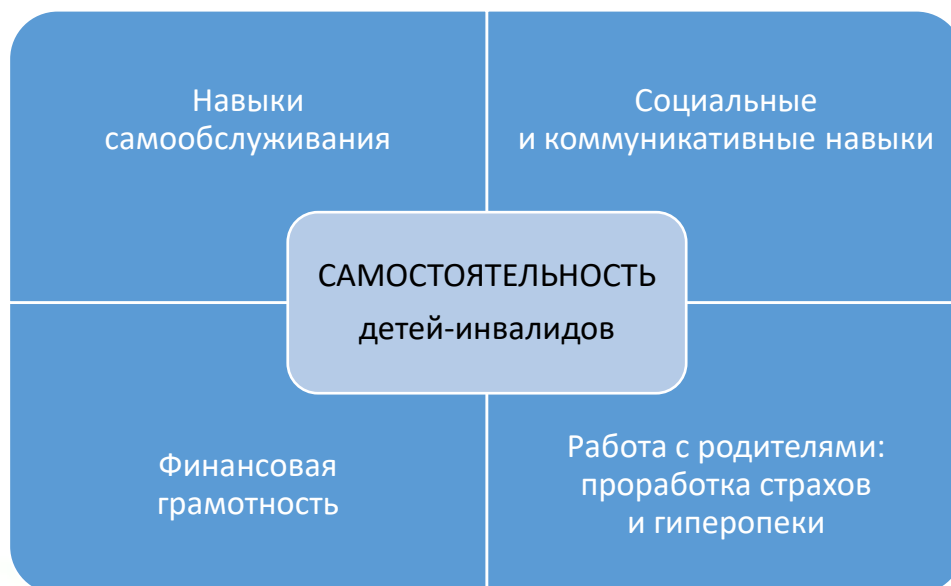 Навыки
самообслуживания
Социальные
и коммуникативные навыки
САМОСТОЯТЕЛЬНОСТЬ
детей-инвалидов
Финансовая
грамотность
Работа с родителями:
проработка страхов
и гиперопеки